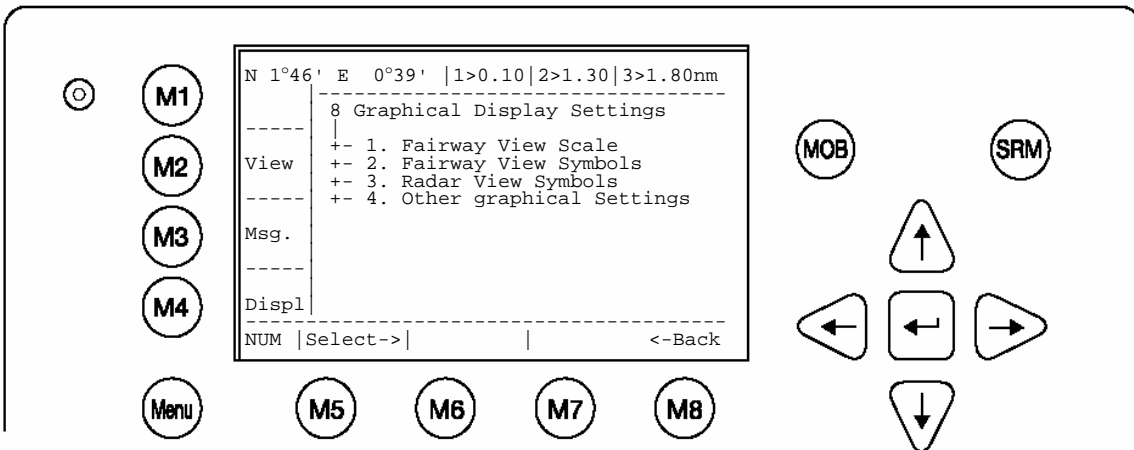 N 1°46' E 0°39' |1>0.10|2>1.30|3>1.80nm
M1
8 Graphical Display Settings
+- 1. Fairway View Scale
MOB
SRM
M2
View
+- 2. Fairway View Symbols
+- 3. Radar View Symbols
+- 4. Other graphical Settings
M3
Msg.
M4
Displ
NUM |Select->| | <-Back
Menu
M5
M6
M7
M8